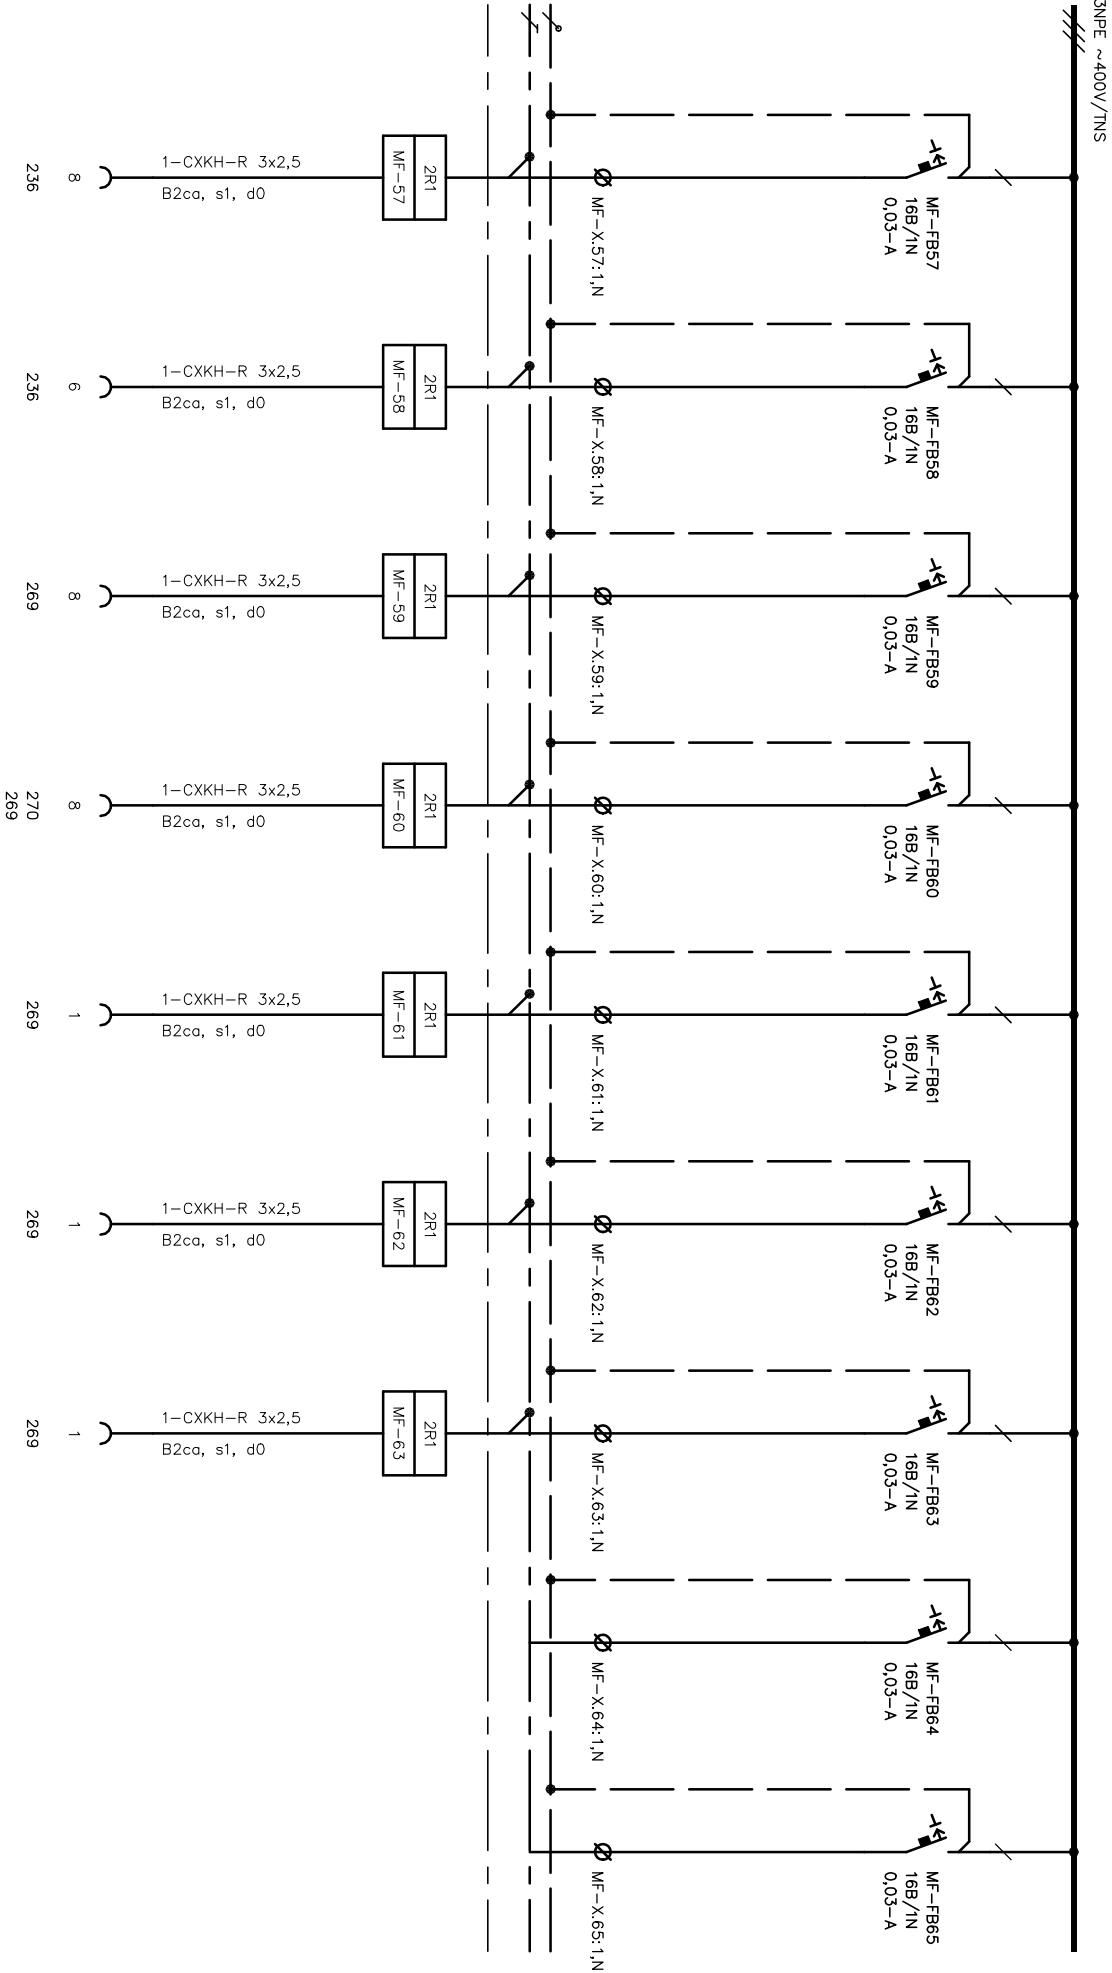 3NPE ~400V/TNS
MF-FB57
16B/1N
0,03-A
MF-X.57:1,N
2R1
MF-57
1-CXKH-R 3x2,5
B2ca, s1, d0
8
236
MF-FB58
16B/1N
0,03-A
MF-X.58:1,N
2R1
MF-58
1-CXKH-R 3x2,5
B2ca, s1, d0
6
236
MF-FB59
16B/1N
0,03-A
MF-X.59:1,N
2R1
MF-59
1-CXKH-R 3x2,5
B2ca, s1, d0
8
269
MF-FB60
16B/1N
0,03-A
MF-X.60:1,N
2R1
MF-60
1-CXKH-R 3x2,5
B2ca, s1, d0
8
270
269
MF-FB61
16B/1N
0,03-A
MF-X.61:1,N
2R1
MF-61
1-CXKH-R 3x2,5
B2ca, s1, d0
1
269
MF-FB62
16B/1N
0,03-A
MF-X.62:1,N
2R1
MF-62
1-CXKH-R 3x2,5
B2ca, s1, d0
1
269
MF-FB63
16B/1N
0,03-A
MF-X.63:1,N
2R1
MF-63
1-CXKH-R 3x2,5
B2ca, s1, d0
1
269
MF-FB64
16B/1N
0,03-A
MF-X.64:1,N
MF-FB65
16B/1N
0,03-A
MF-X.65:1,N